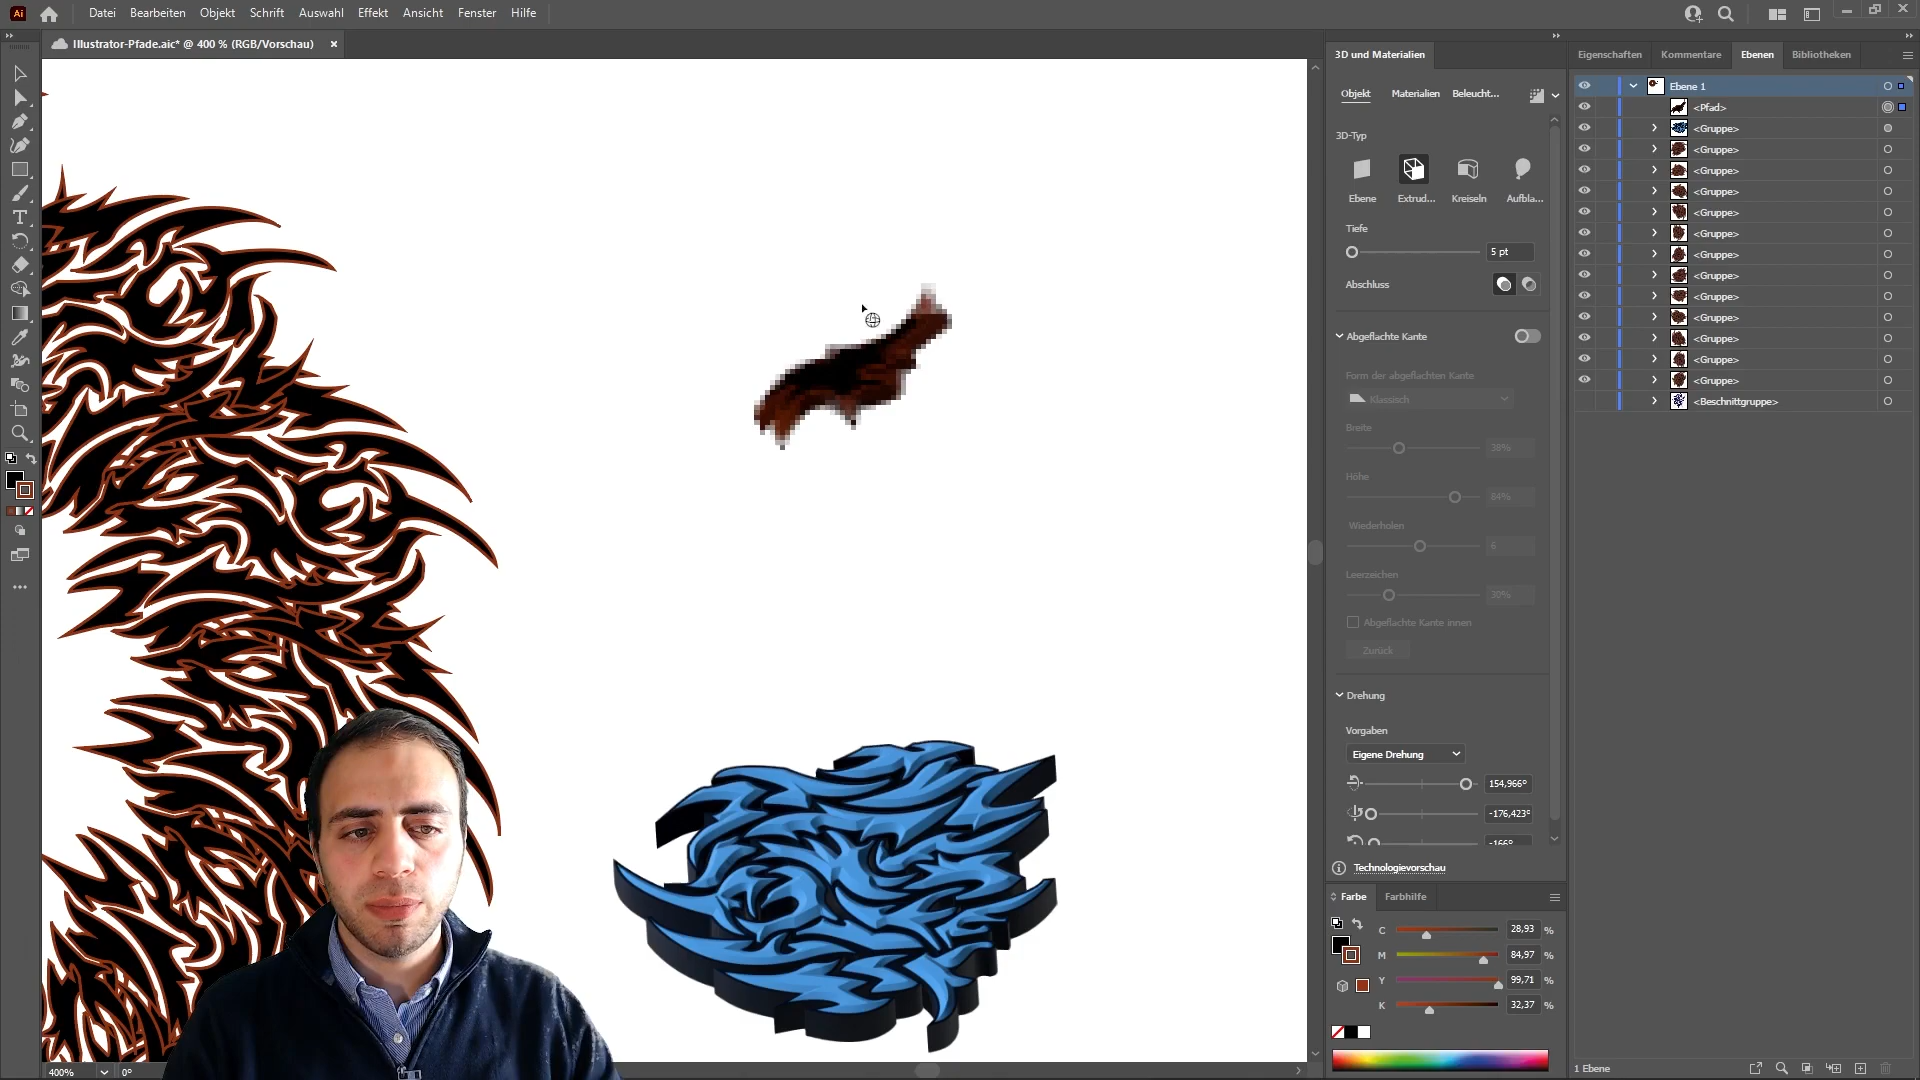 Ai
Datei Bearbeiten Objekt Schrift Auswahl Effekt Ansicht Fenster Hilfe
Illustrator-Pfade.aic* @ 400 % (RGB/Vorschau) ×
3D und Materialien
Objekt Materialien Beleucht...
3D-Typ
Ebene Extrud... Kreiseln Aufbla...
Tiefe
5 pt
Abschluss
Abgeflachte Kante
Form der abgeflachten Kante
Klassisch
Breite
38%
Höhe
84%
Wiederholen
6
Leerzeichen
30%
Abgeflachte Kante innen
Zurück
Drehung
Vorgaben
Eigene Drehung
154,966°
-176,423°
-166°
Technologievorschau
Farbe Farbhilfe
C 28,93 %
M 84,97 %
Y 99,71 %
K 32,37 %
Eigenschaften Kommentare Ebenen Bibliotheken
Ebene 1
<Pfad>
<Gruppe>
<Gruppe>
<Gruppe>
<Gruppe>
<Gruppe>
<Gruppe>
<Gruppe>
<Gruppe>
<Gruppe>
<Gruppe>
<Gruppe>
<Gruppe>
<Gruppe>
<Beschnittgruppe>
1 Ebene
400% 0°